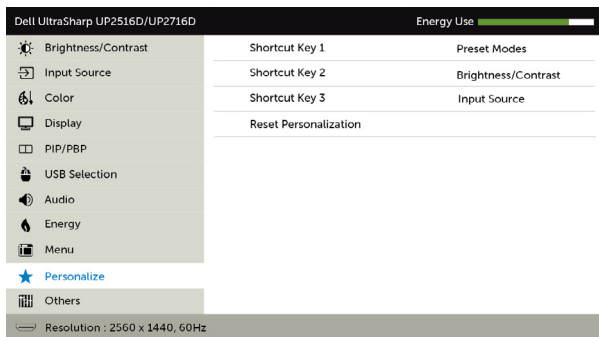 Dell UltraSharp UP2516D/UP2716D Energy Use
Brightness/Contrast Shortcut Key 1 Preset Modes
Input Source Shortcut Key 2 Brightness/Contrast
Color Shortcut Key 3 Input Source
Display Reset Personalization
PIP/PBP
USB Selection
Audio
Energy
Menu
Personalize
Others
Resolution : 2560 x 1440, 60Hz